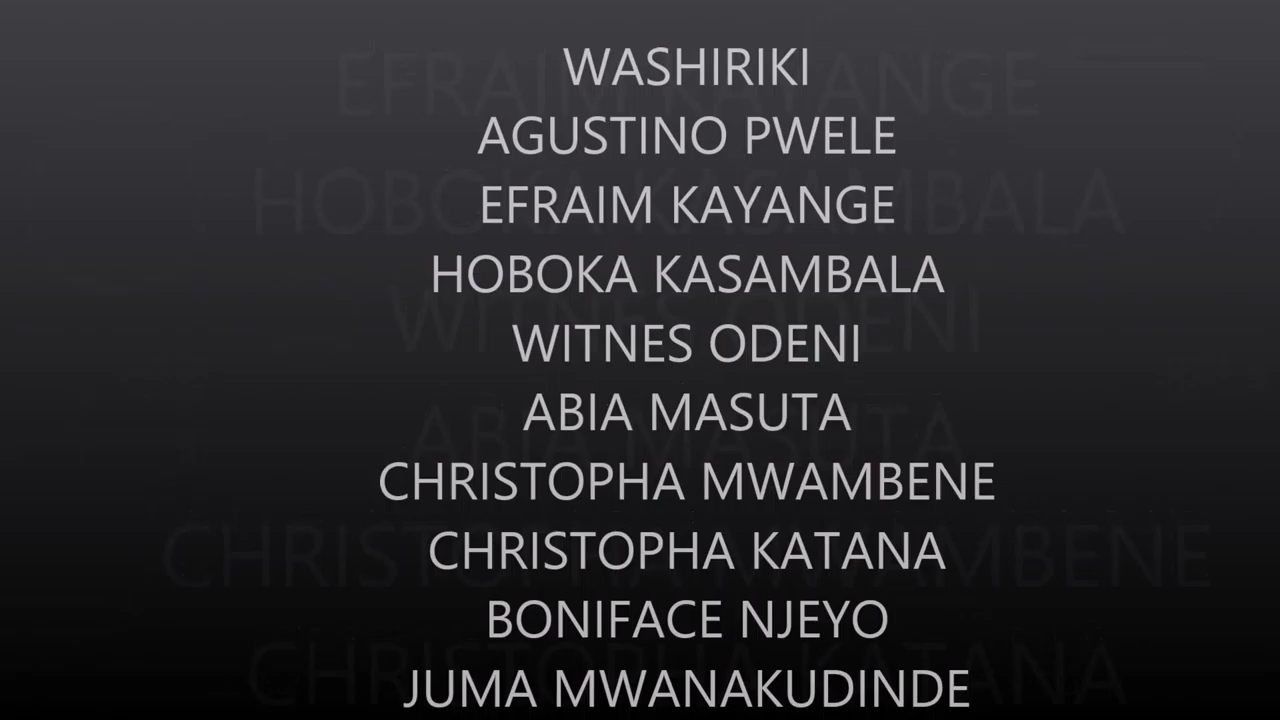 WASHIRIKI
AGUSTINO PWELE
EFRAIM KAYANGE
HOBOKA KASAMBALA
WITNES ODENI
ABIA MASUTA
CHRISTOPHA MWAMBENE
CHRISTOPHA KATANA
BONIFACE NJEYO
JUMA MWANAKUDINDE